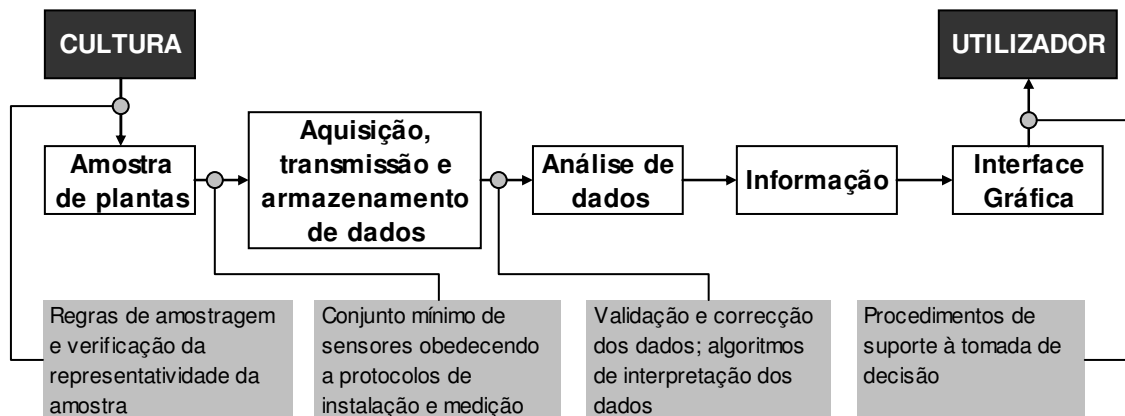 CULTURA
UTILIZADOR
Amostra
de plantas
Aquisição,
transmissão e
armazenamento
de dados
Análise de
dados
Informação
Interface
Gráfica
Regras de amostragem
e verificação da
representatividade da
amostra
Conjunto mínimo de
sensores obedecendo
a protocolos de
instalação e medição
Validação e correcção
dos dados; algoritmos
de interpretação dos
dados
Procedimentos de
suporte à tomada de
decisão